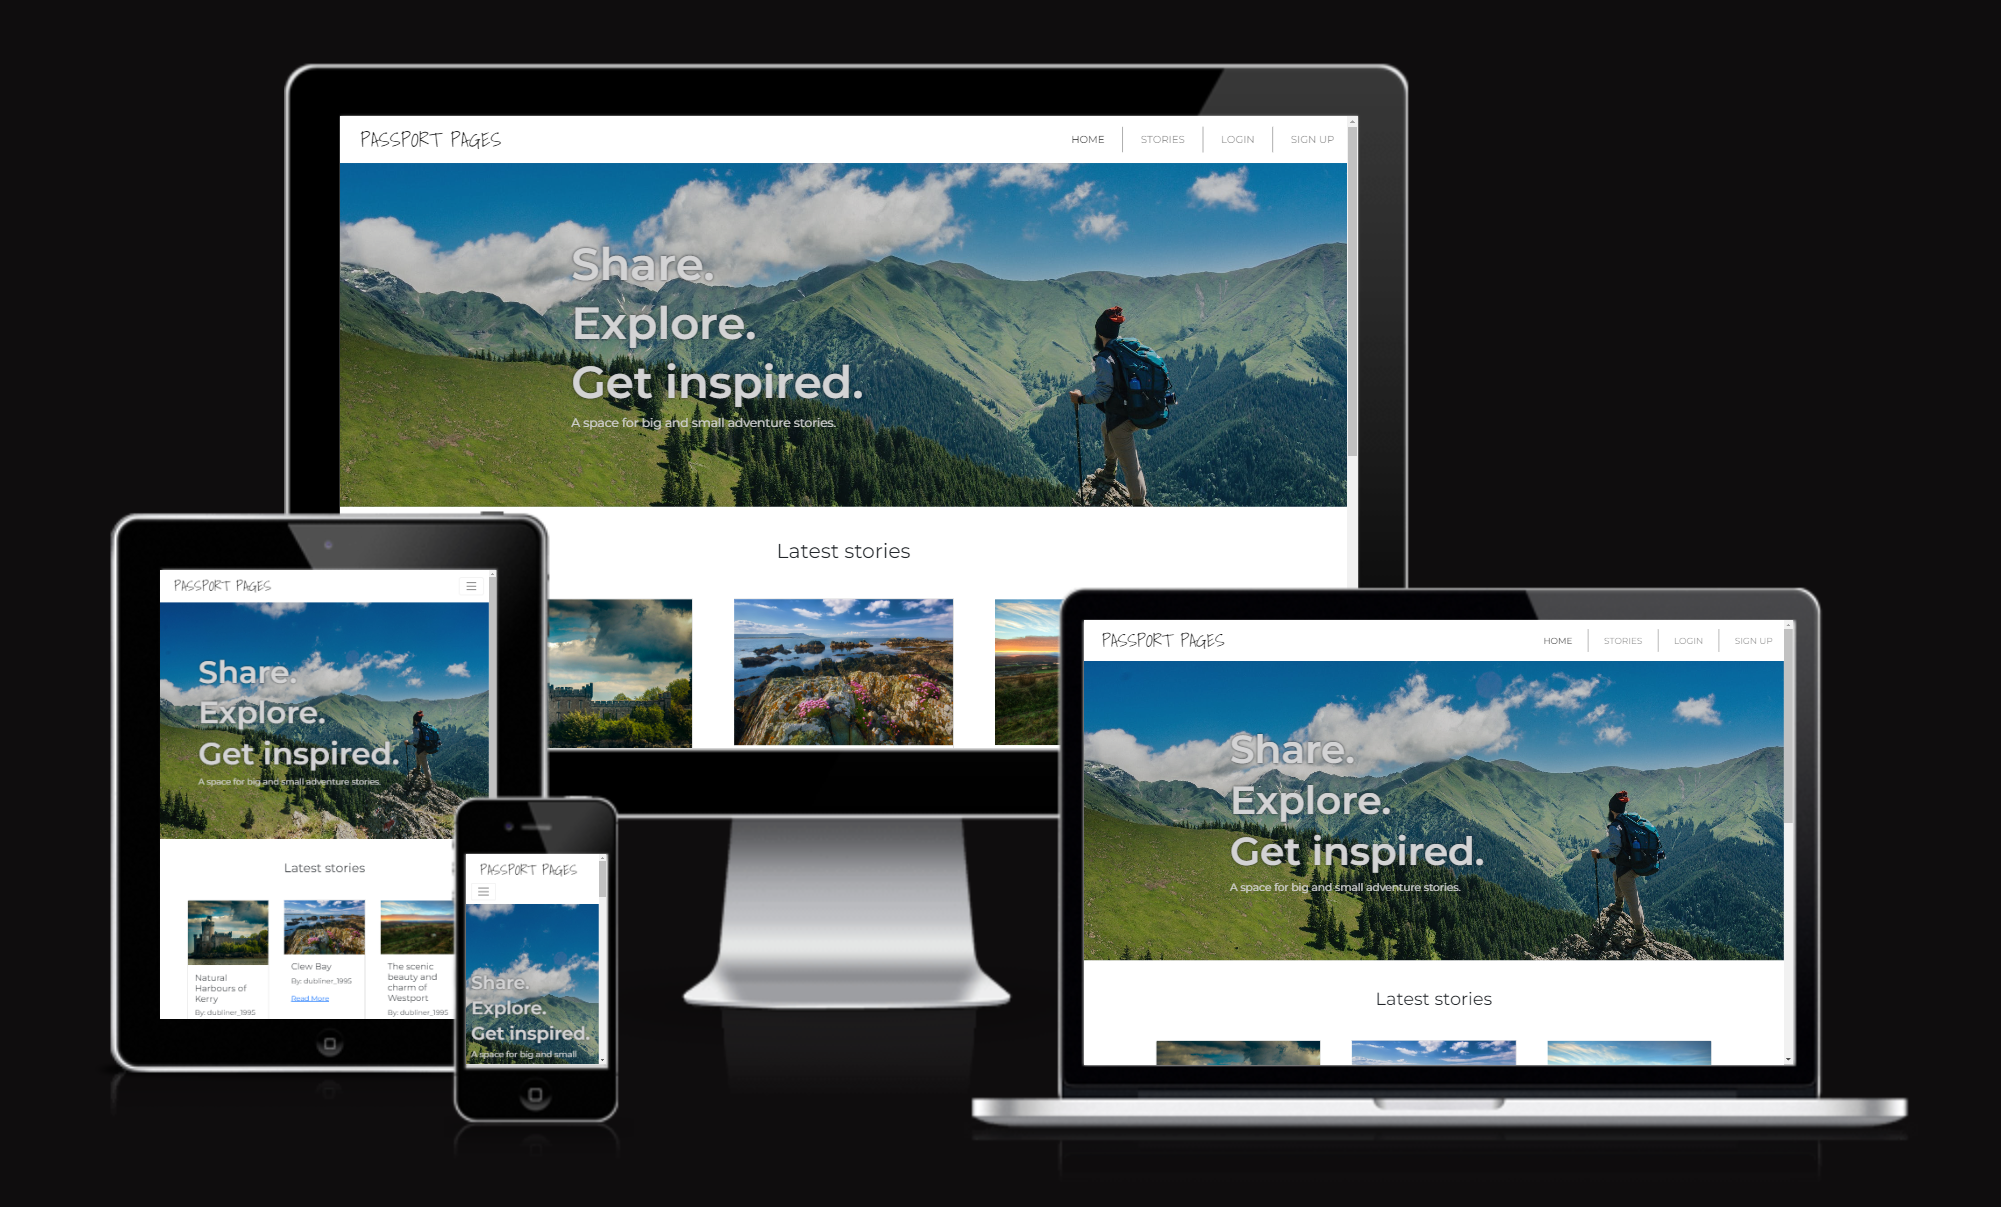 PASSPORT PAGES
HOME
STORIES
LOGIN
SIGN UP
Share.
Explore.
Get inspired.
A space for big and small adventure stories.
Latest stories
PASSPORT PAGES
Share.
Explore.
Get inspired.
A space for big and small adventure stories.
Latest stories
Natural
Harbours of
Kerry
By: dubliner_1995
Clew Bay
By: dubliner_1995
Read More
The scenic
beauty and
charm of
Westport
By: dubliner_1995
PASSPORT PAGES
Share.
Explore.
Get inspired.
A space for big and small
PASSPORT PAGES
HOME
STORIES
LOGIN
SIGN UP
Share.
Explore.
Get inspired.
A space for big and small adventure stories.
Latest stories